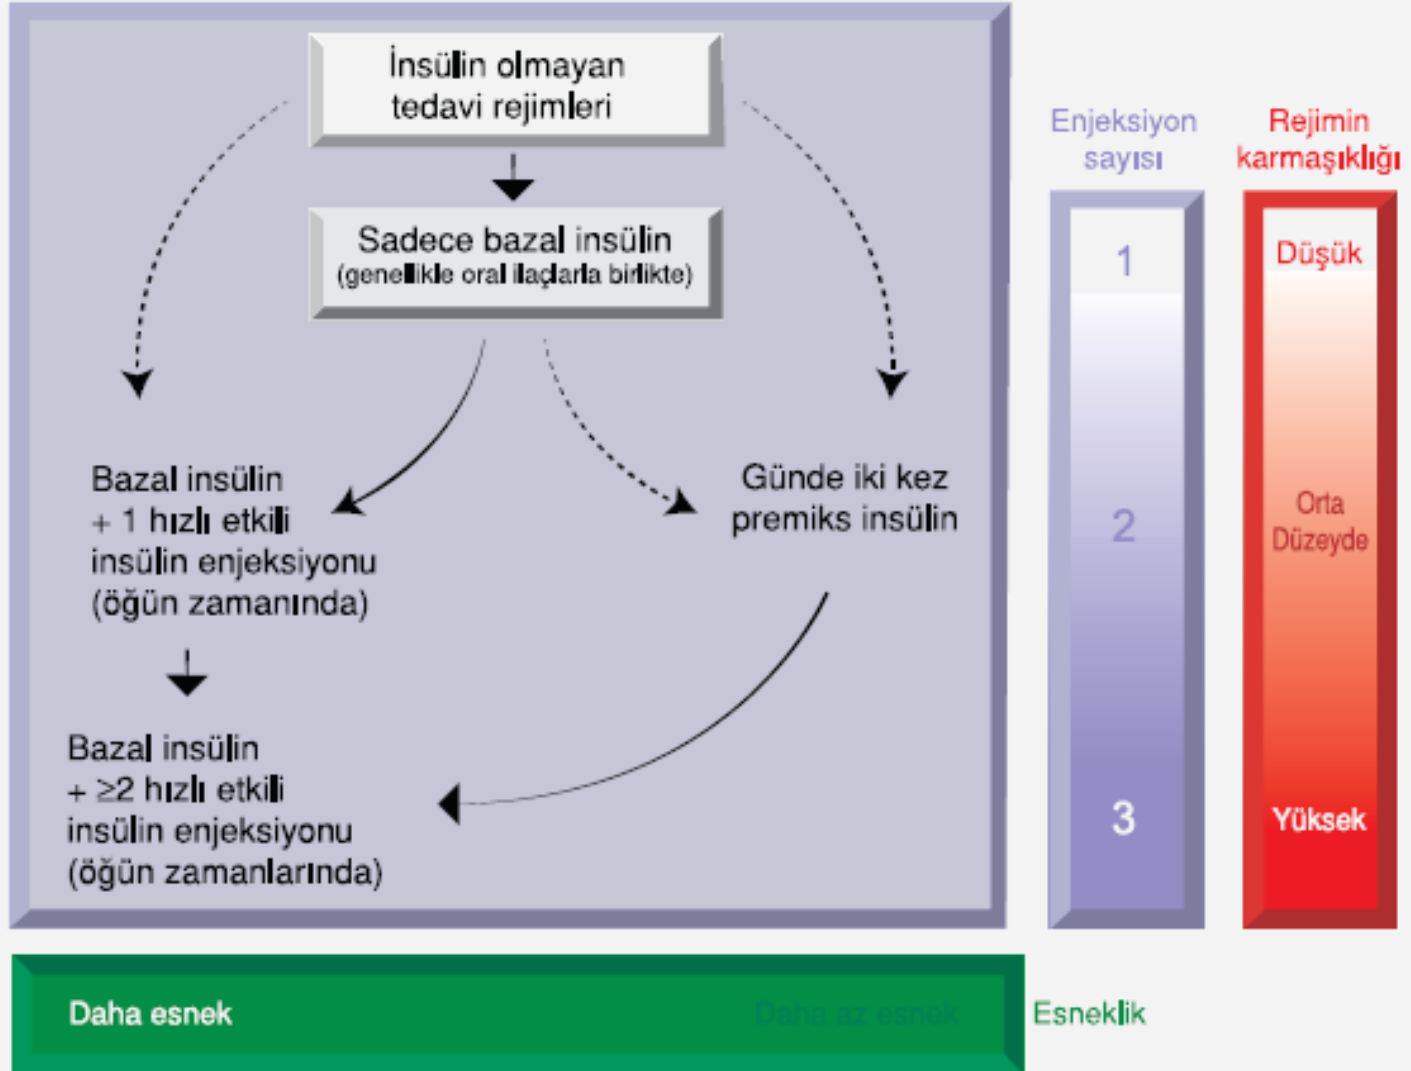 İnsülin olmayan
tedavi rejimleri
Sadece bazal insülin
(genellikle oral ilaçlarla birlikte)
Bazal insülin
+ 1 hızlı etkili
insülin enjeksiyonu
(öğün zamanında)
Günde iki kez
premiks insülin
Bazal insülin
+ ≥2 hızlı etkili
insülin enjeksiyonu
(öğün zamanlarında)
Enjeksiyon
sayısı
1
2
3
Rejimin
karmaşıklığı
Düşük
Orta
Düzeyde
Yüksek
Daha esnek
Daha az esnek
Esneklik